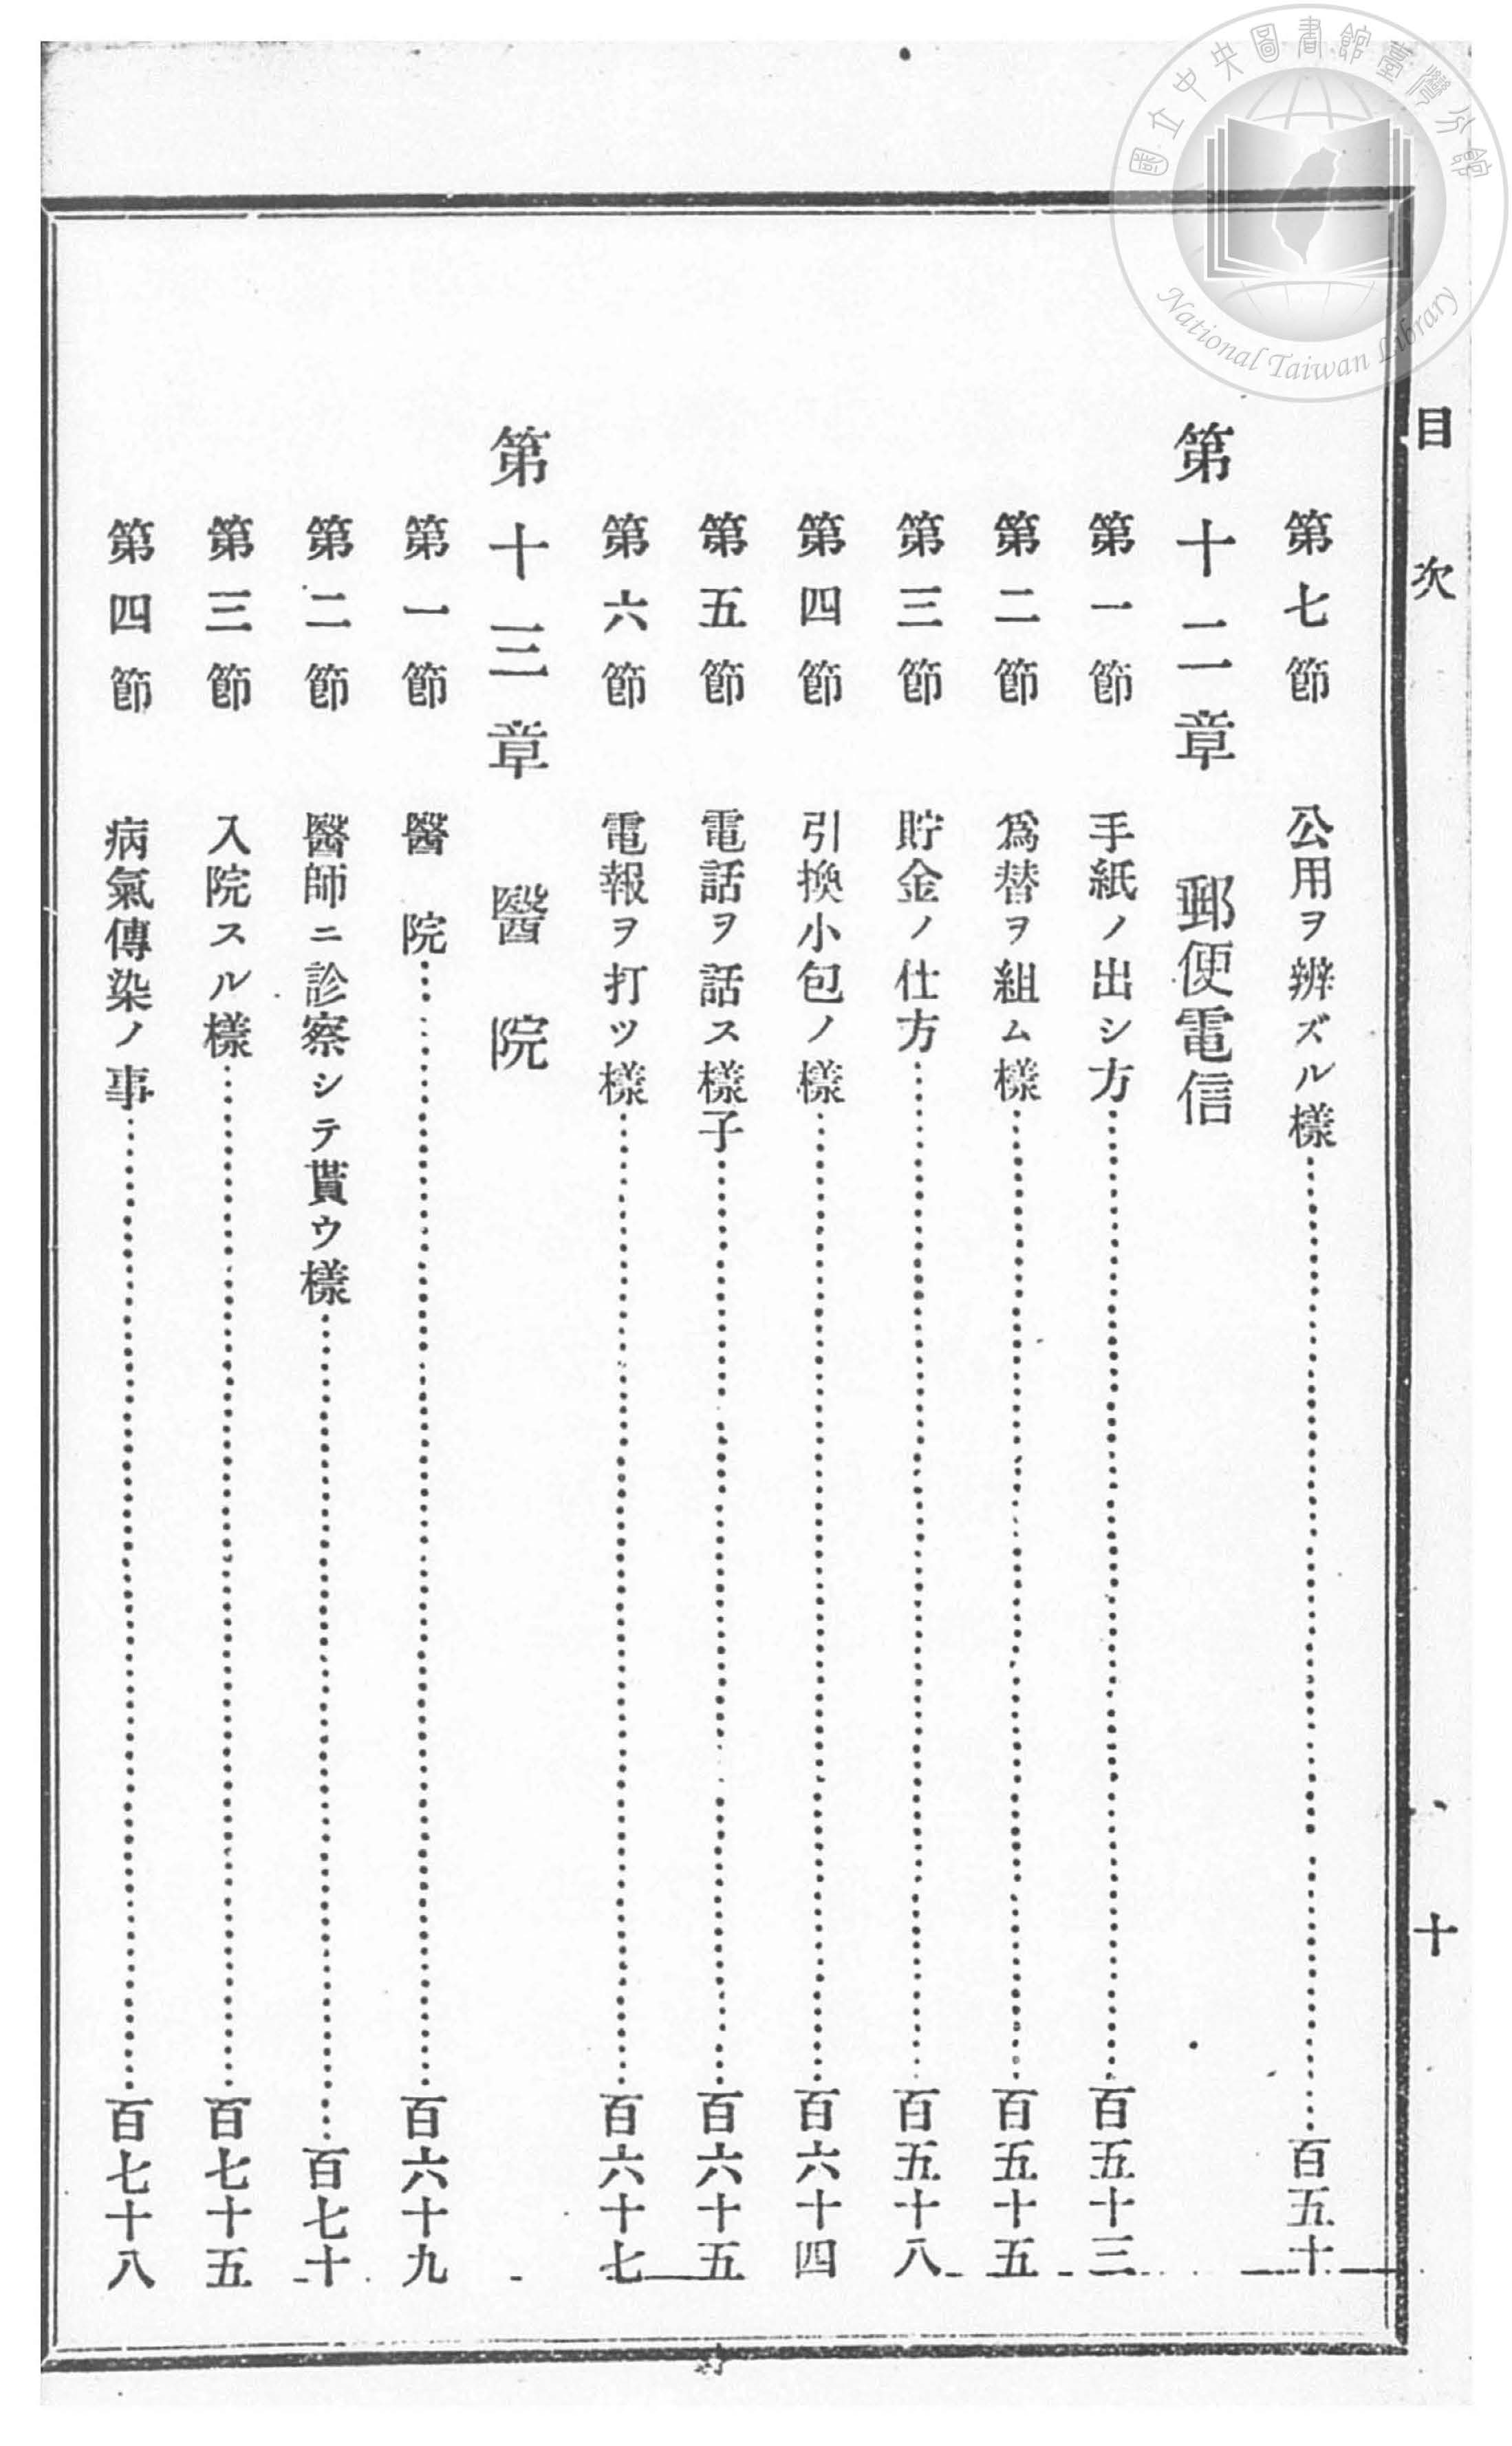 國立中央圖書館臺灣分館
National Taiwan Library
目次 十
第七節 公用ヲ辨ズル樣……百五十
第十二章 郵便電信
第一節 手紙ノ出シ方……百五十三
第二節 爲替ヲ組ム樣……百五十五
第三節 貯金ノ仕方……百五十八
第四節 引換小包ノ樣……百六十四
第五節 電話ヲ話ス樣子……百六十五
第六節 電報ヲ打ツ樣……百六十七
第十三章 醫院
第一節 醫院……百六十九
第二節 醫師ニ診察シテ貰ウ樣……百七十
第三節 入院スル樣……百七十五
第四節 病氣傳染ノ事……百七十八